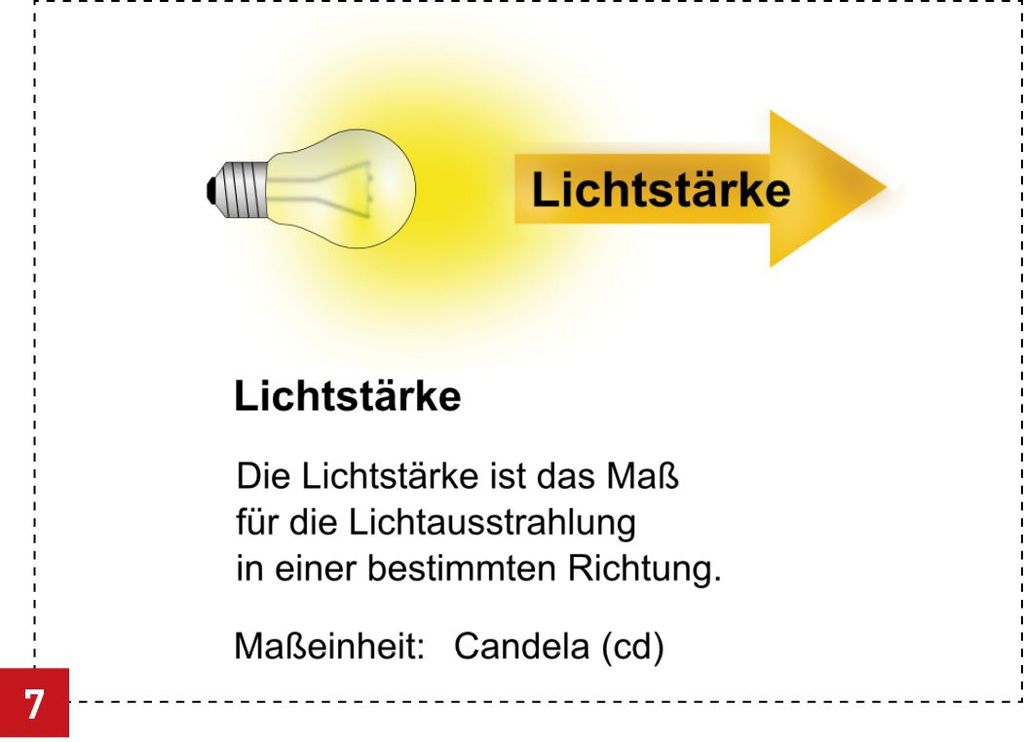 Lichtstärke
Lichtstärke
Die Lichtstärke ist das Maß
für die Lichtausstrahlung
in einer bestimmten Richtung.
Maßeinheit: Candela (cd)
7